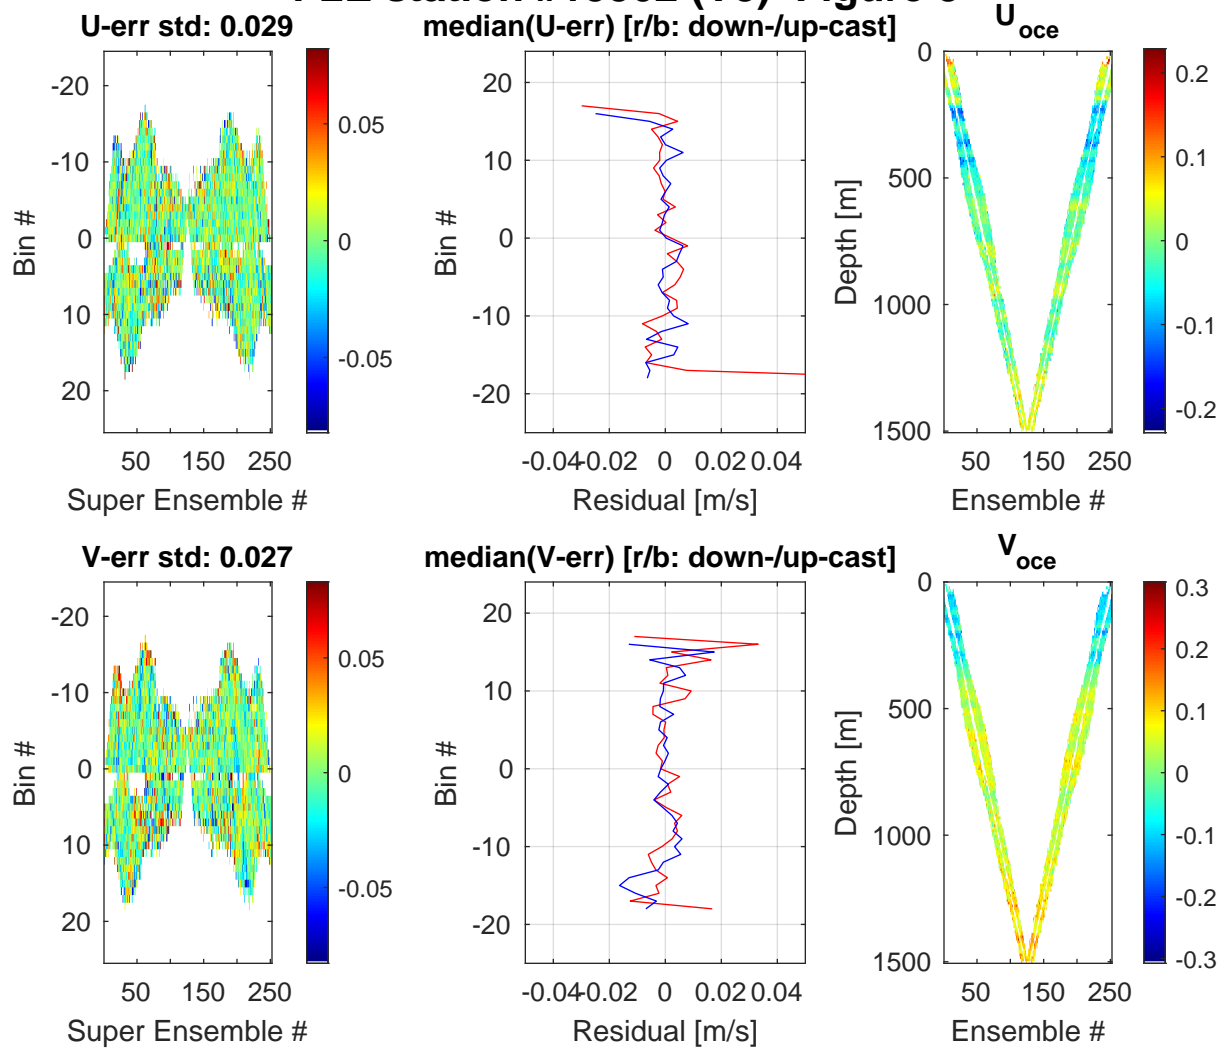 U-err std: 0.029
median(U-err) [r/b: down-/up-cast]
U_oce
-20
-10
0
10
20
Bin #
50 150 250
Super Ensemble #
0.05
0
-0.05
20
10
0
-10
-20
Bin #
-0.04 -0.02 0 0.02 0.04
Residual [m/s]
0
500
1000
1500
Depth [m]
50 150 250
Ensemble #
0.2
0.1
0
-0.1
-0.2
V-err std: 0.027
median(V-err) [r/b: down-/up-cast]
V_oce
-20
-10
0
10
20
Bin #
50 150 250
Super Ensemble #
0.05
0
-0.05
20
10
0
-10
-20
Bin #
-0.04 -0.02 0 0.02 0.04
Residual [m/s]
0
500
1000
1500
Depth [m]
50 150 250
Ensemble #
0.3
0.2
0.1
0
-0.1
-0.2
-0.3